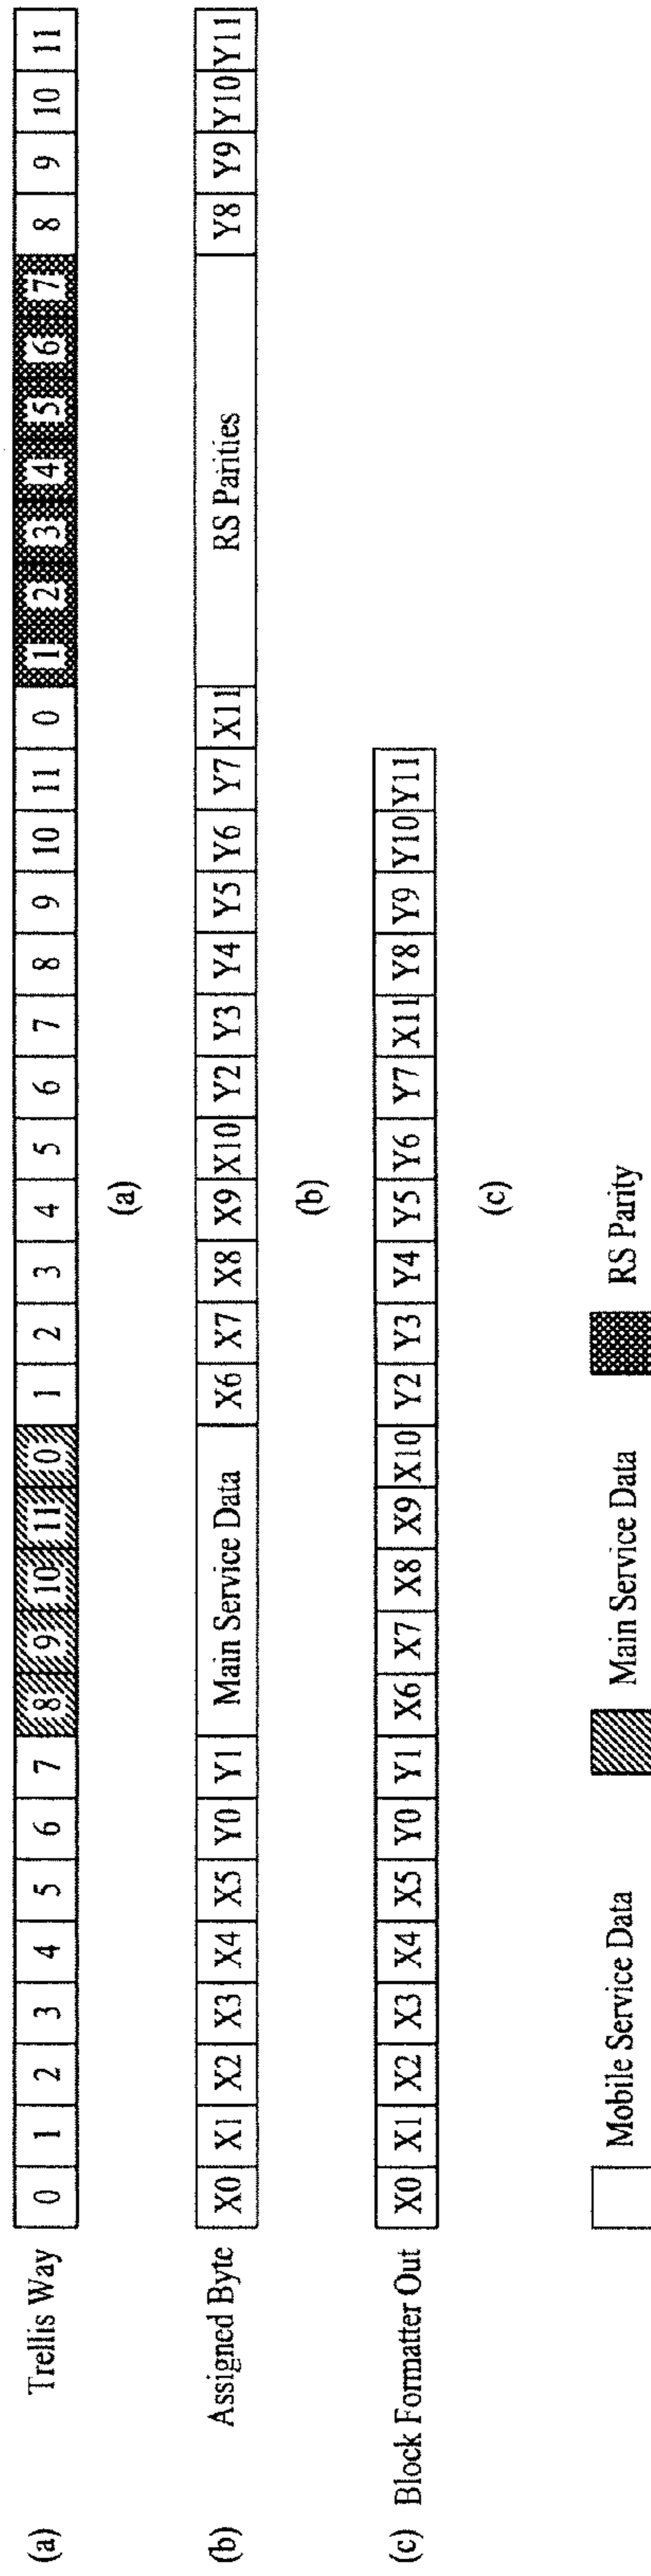 (a) Trellis Way 0 1 2 3 4 5 6 7 8 9 10 11 0 1 2 3 4 5 6 7 8 9 10 11 0 1 2 3 4 5 6 7 8 9 10 11
(a)
(b) Assigned Byte X0 X1 X2 X3 X4 X5 Y0 Y1 Main Service Data X6 X7 X8 X9 X10 Y2 Y3 Y4 Y5 Y6 Y7 X11 RS Parities Y8 Y9 Y10 Y11
(b)
(c) Block Formatter Out X0 X1 X2 X3 X4 X5 Y0 Y1 X6 X7 X8 X9 X10 Y2 Y3 Y4 Y5 Y6 Y7 X11 Y8 Y9 Y10 Y11
(c)
Mobile Service Data Main Service Data RS Parity